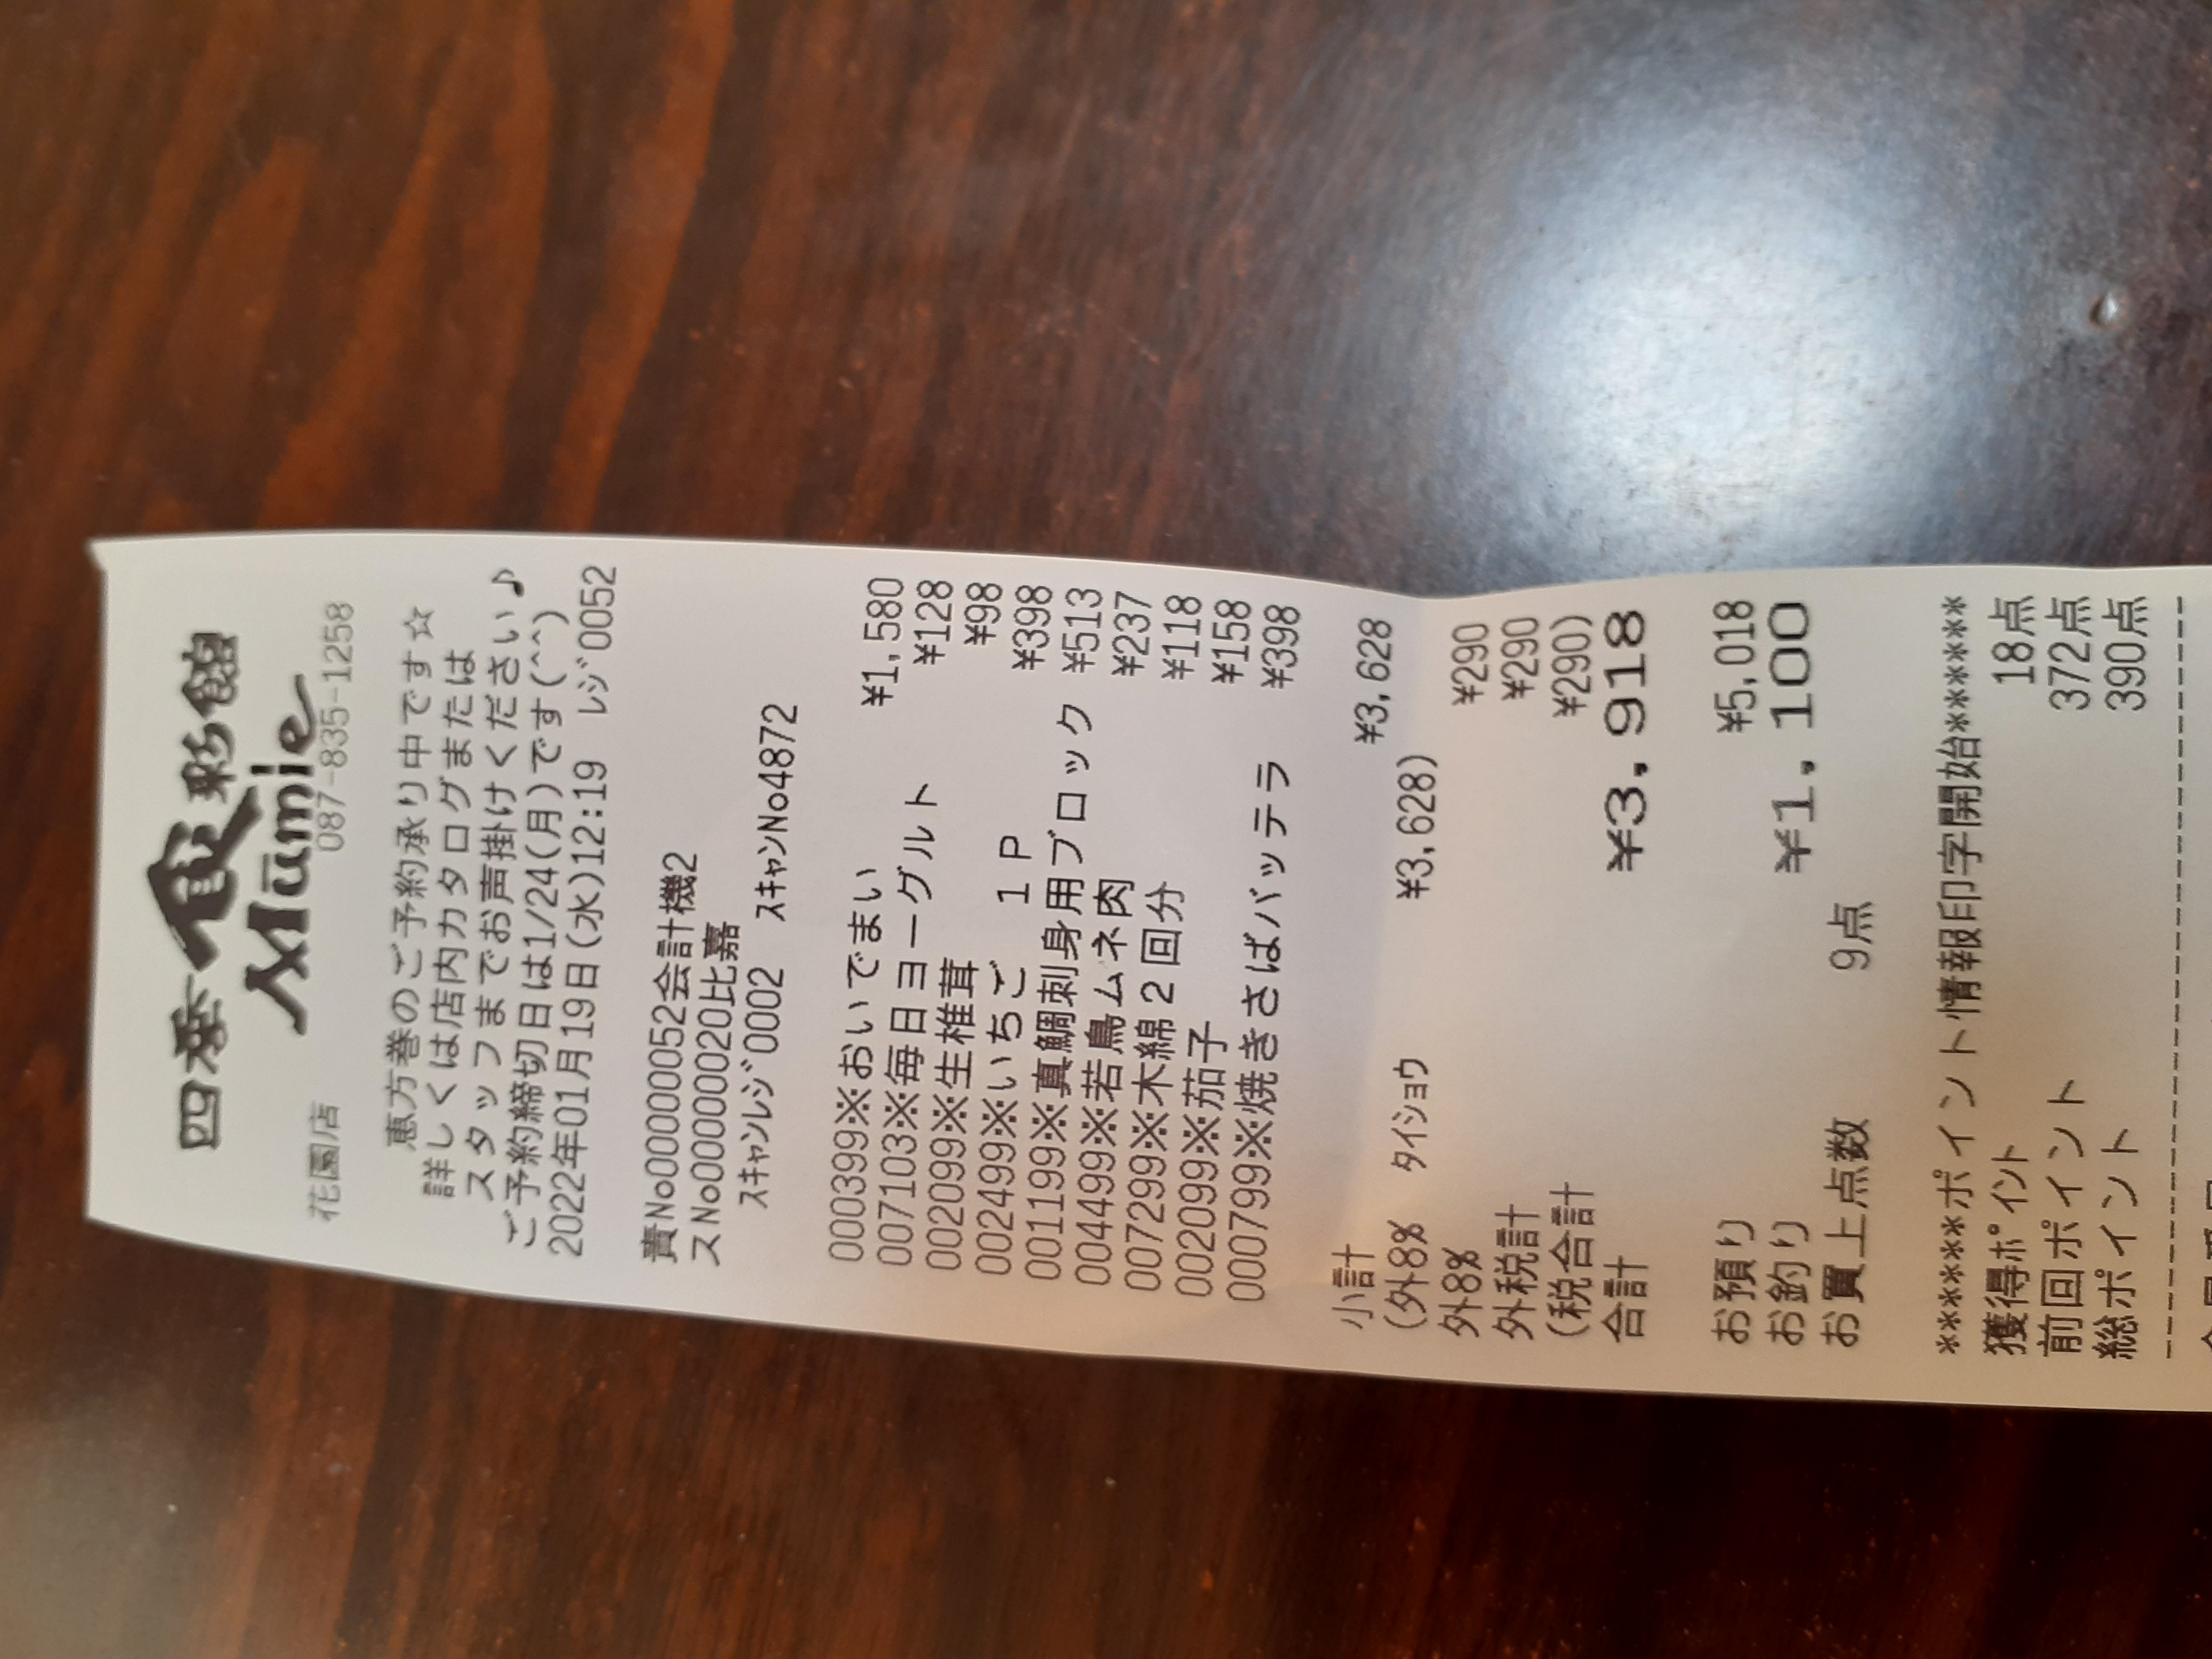 四季食彩館
Mūmie
花園店 087-835-1258
恵方巻のご予約承り中です☆
詳しくは店内カタログまたは
スタッフまでお声掛けください♪
ご予約締切日は1/24(月)です(^^)
2022年01月19日(水)12:19 レジ0052
責No00000052会計機2
スNo00000020比嘉
スキャンレジ0002 スキャンNo4872
000399※おいでまい ¥1,580
007103※毎日ヨーグルト ¥128
002099※生椎茸 ¥98
002499※いちご 1P ¥398
001199※真鯛刺身用ブロック ¥513
004499※若鳥ムネ肉 ¥237
007299※木綿2回分 ¥118
002099※茄子 ¥158
000799※焼きさばバッテラ ¥398
小計 ¥3,628
(外8% タイショウ ¥3,628)
外8% ¥290
外税計 ¥290
(税合計 ¥290)
合計 ¥3,918
お預り ¥5,018
お釣り ¥1,100
お買上点数 9点
******ポイント情報印字開始******
獲得ポイント 18点
前回ポイント 372点
総ポイント 390点